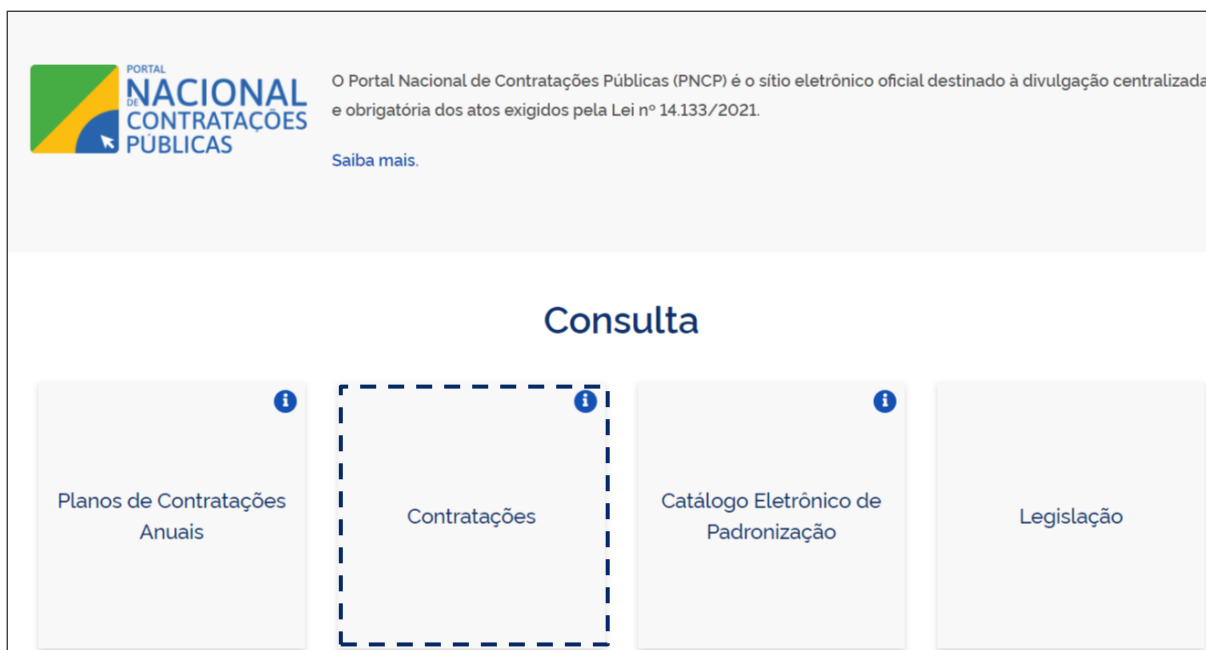 PORTAL
NACIONAL
DE CONTRATAÇÕES
PÚBLICAS
O Portal Nacional de Contratações Públicas (PNCP) é o sítio eletrônico oficial destinado à divulgação centralizada
e obrigatória dos atos exigidos pela Lei nº 14.133/2021.
Saiba mais.
Consulta
Planos de Contratações
Anuais
Contratações
Catálogo Eletrônico de
Padronização
Legislação